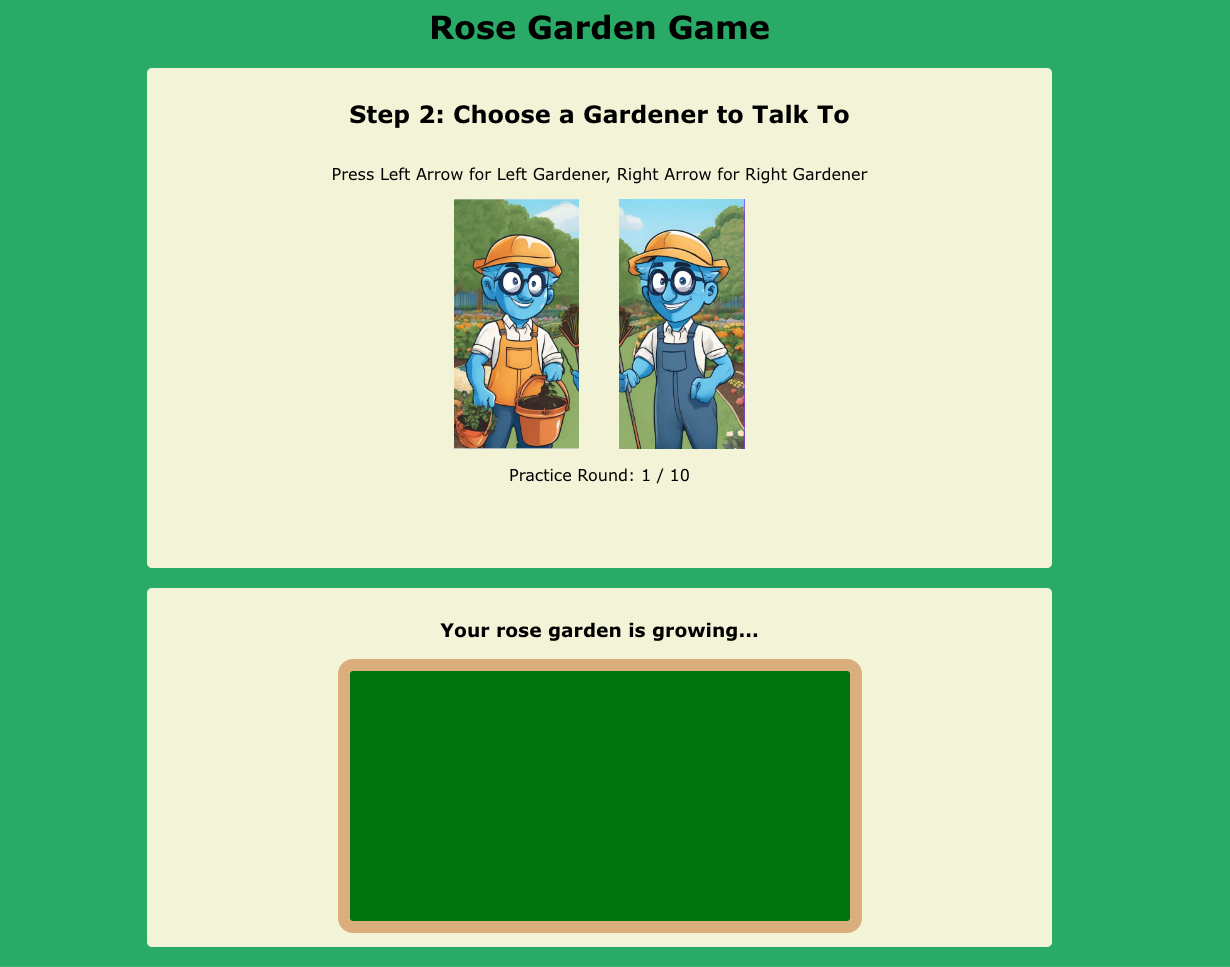 Rose Garden Game
Step 2: Choose a Gardener to Talk To
Press Left Arrow for Left Gardener, Right Arrow for Right Gardener
Practice Round: 1 / 10
Your rose garden is growing...